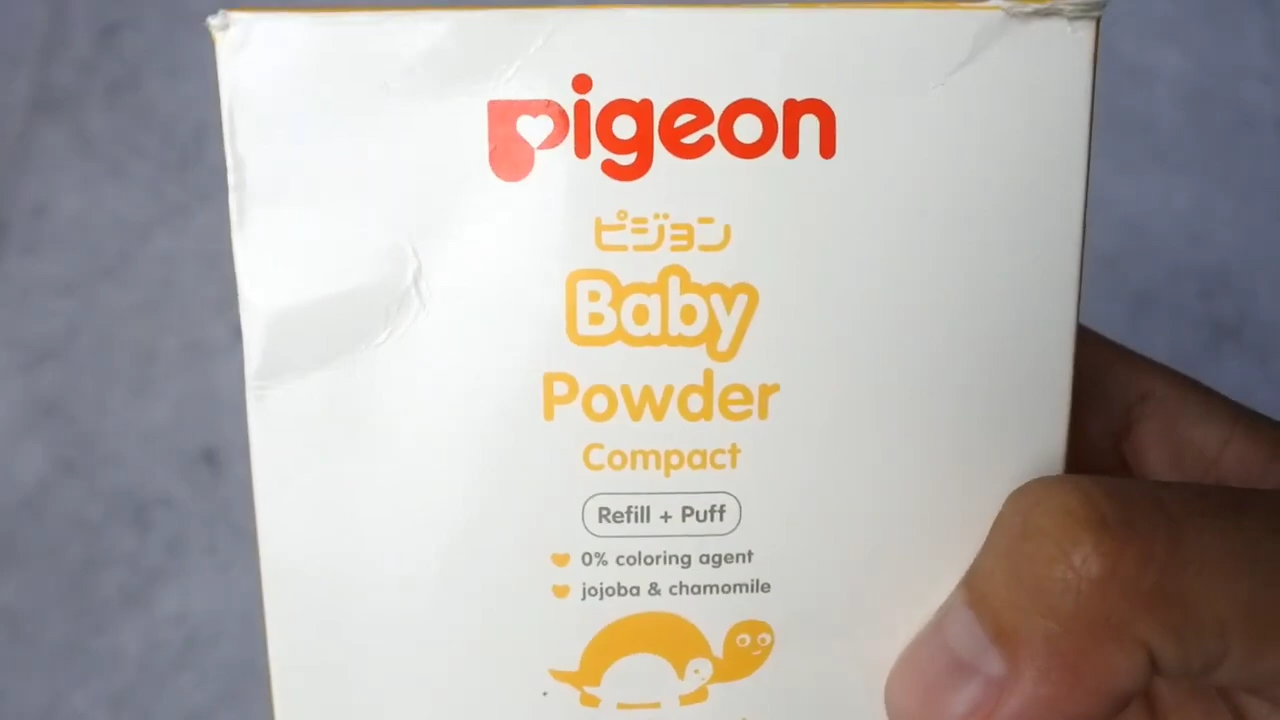 pigeon
ピジョン
Baby
Powder
Compact
Refill + Puff
0% coloring agent
jojoba & chamomile